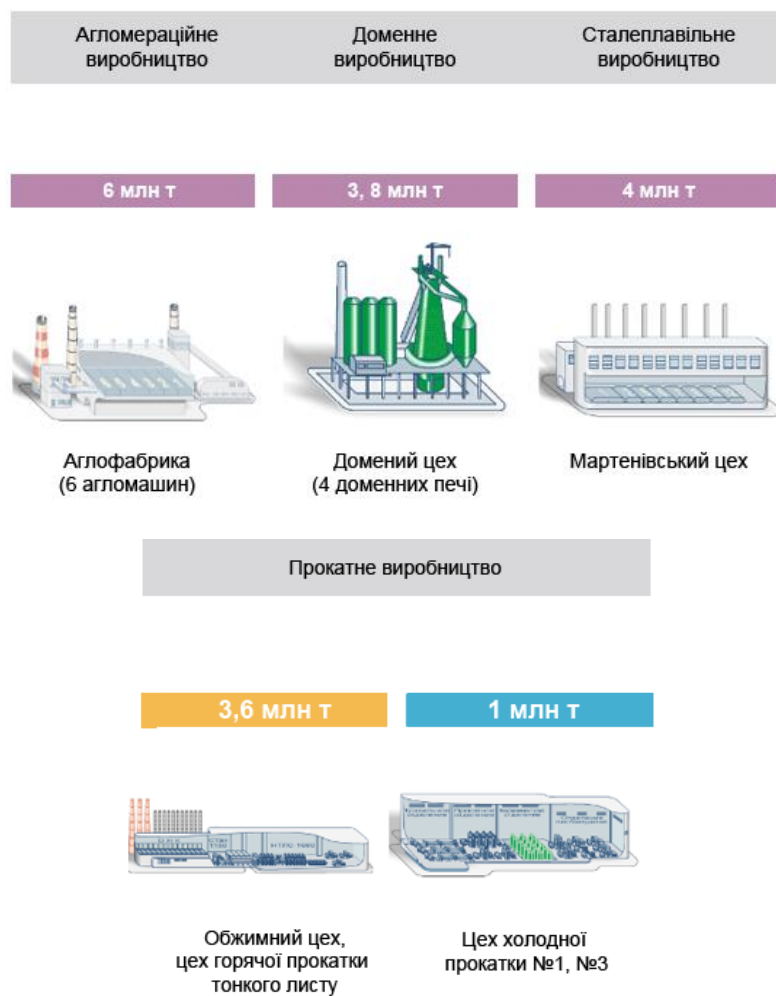 Агломераційне
виробництво
Доменне
виробництво
Сталеплавільне
виробництво
6 млн т
3, 8 млн т
4 млн т
Аглофабрика
(6 агломашин)
Домений цех
(4 доменних печі)
Мартенівський цех
Прокатне виробництво
3,6 млн т
1 млн т
Обжимний цех,
цех горячої прокатки
тонкого листу
Цех холодної
прокатки №1, №3